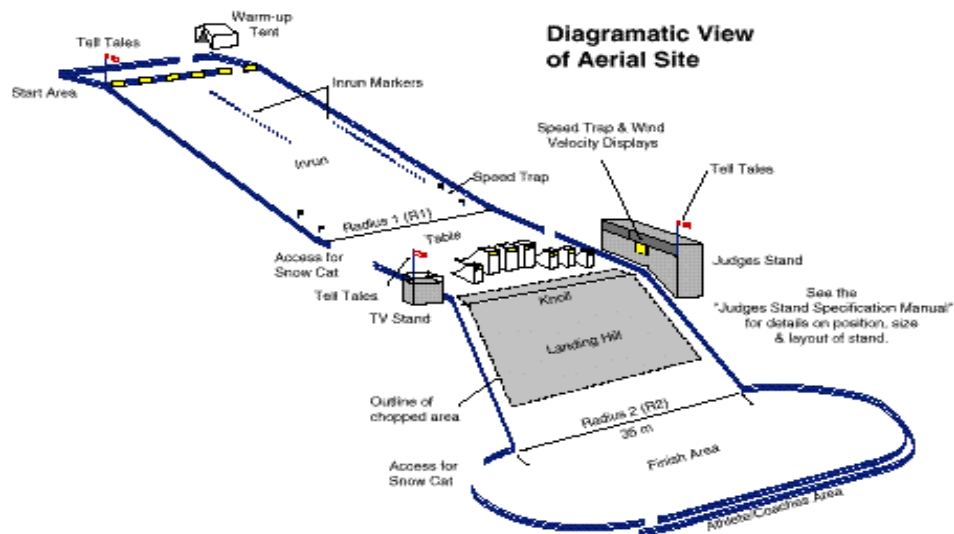 Diagramatic View
of Aerial Site
Warm-up
Tent
Tell Tales
Start Area
Inrun Markers
Inrun
Speed Trap & Wind
Velocity Displays
Tell Tales
Speed Trap
Radius 1 (R1)
Table
Access for
Snow Cat
Tell Tales
TV Stand
Judges Stand
Knoll
See the
"Judges Stand Specification Manual"
for details on position, size
& layout of stand.
Landing Hill
Outline of
chopped area
Radius 2 (R2)
35 m
Finish Area
Access for
Snow Cat
Athlete/Coaches Area